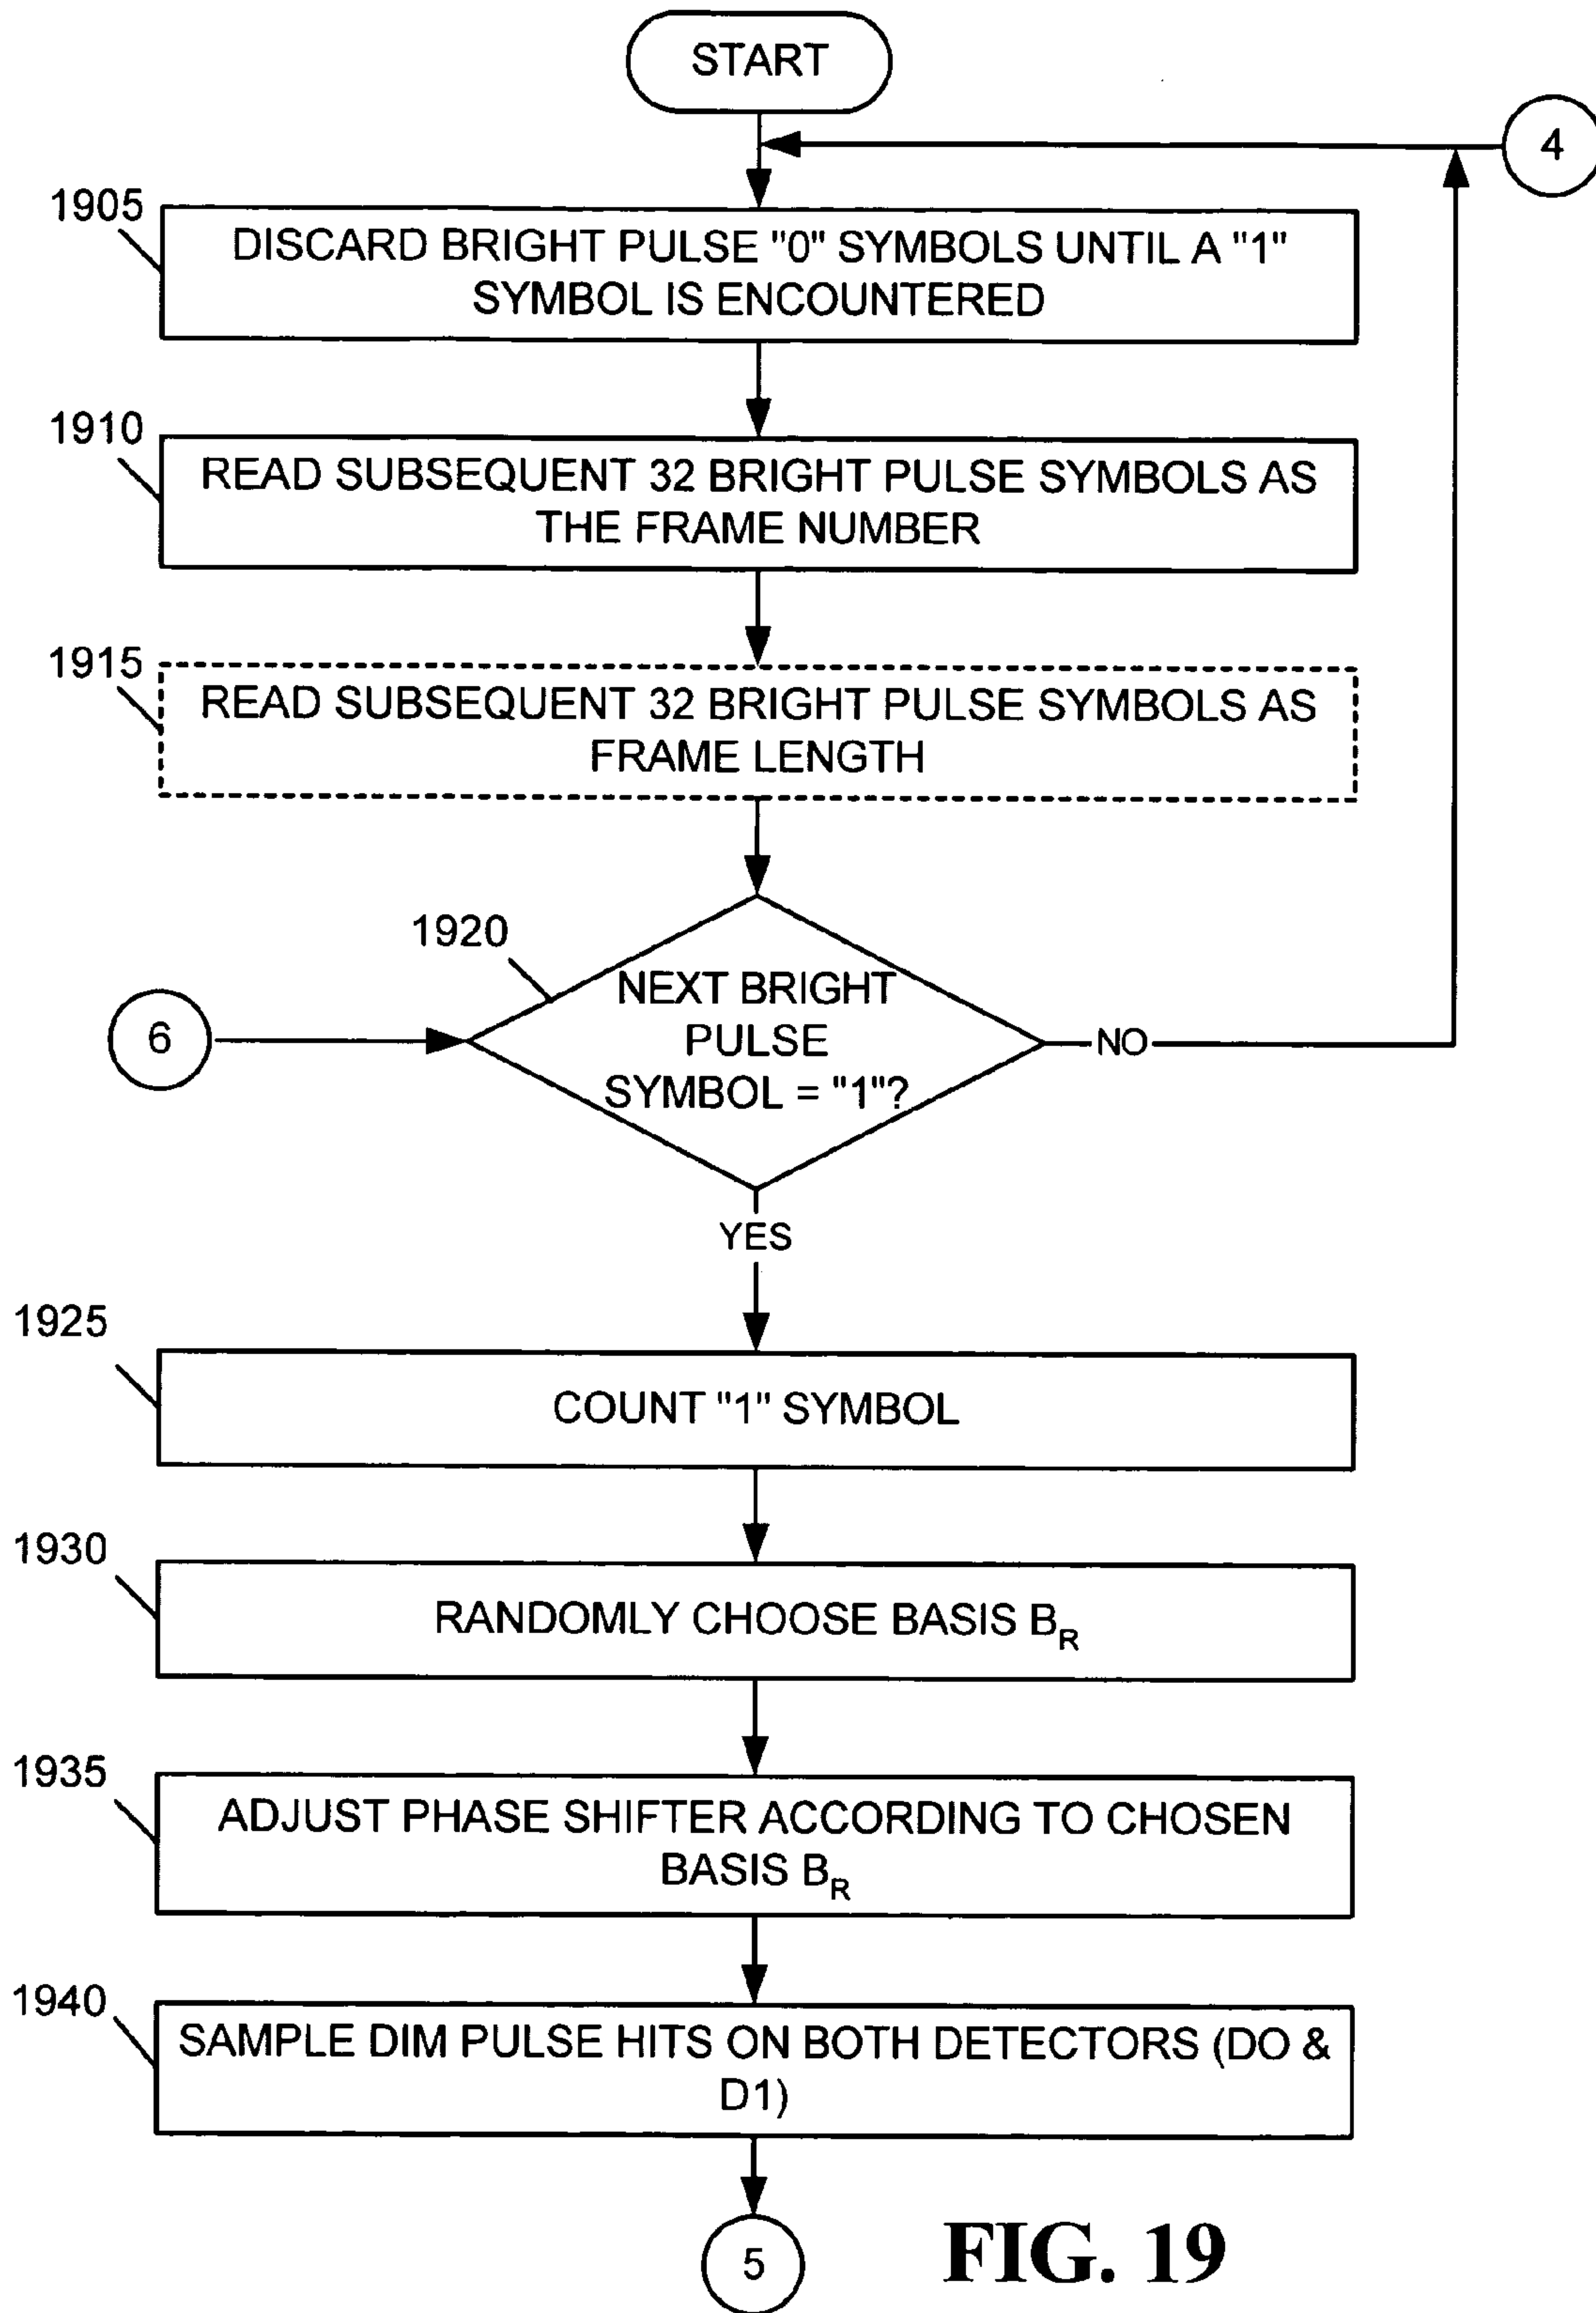 START
4
1905
DISCARD BRIGHT PULSE "0" SYMBOLS UNTIL A "1"
SYMBOL IS ENCOUNTERED
1910
READ SUBSEQUENT 32 BRIGHT PULSE SYMBOLS AS
THE FRAME NUMBER
1915
READ SUBSEQUENT 32 BRIGHT PULSE SYMBOLS AS
FRAME LENGTH
1920
NEXT BRIGHT
PULSE
SYMBOL = "1"?
6
NO
YES
1925
COUNT "1" SYMBOL
1930
RANDOMLY CHOOSE BASIS B_R
1935
ADJUST PHASE SHIFTER ACCORDING TO CHOSEN
BASIS B_R
1940
SAMPLE DIM PULSE HITS ON BOTH DETECTORS (DO &
D1)
5
FIG. 19